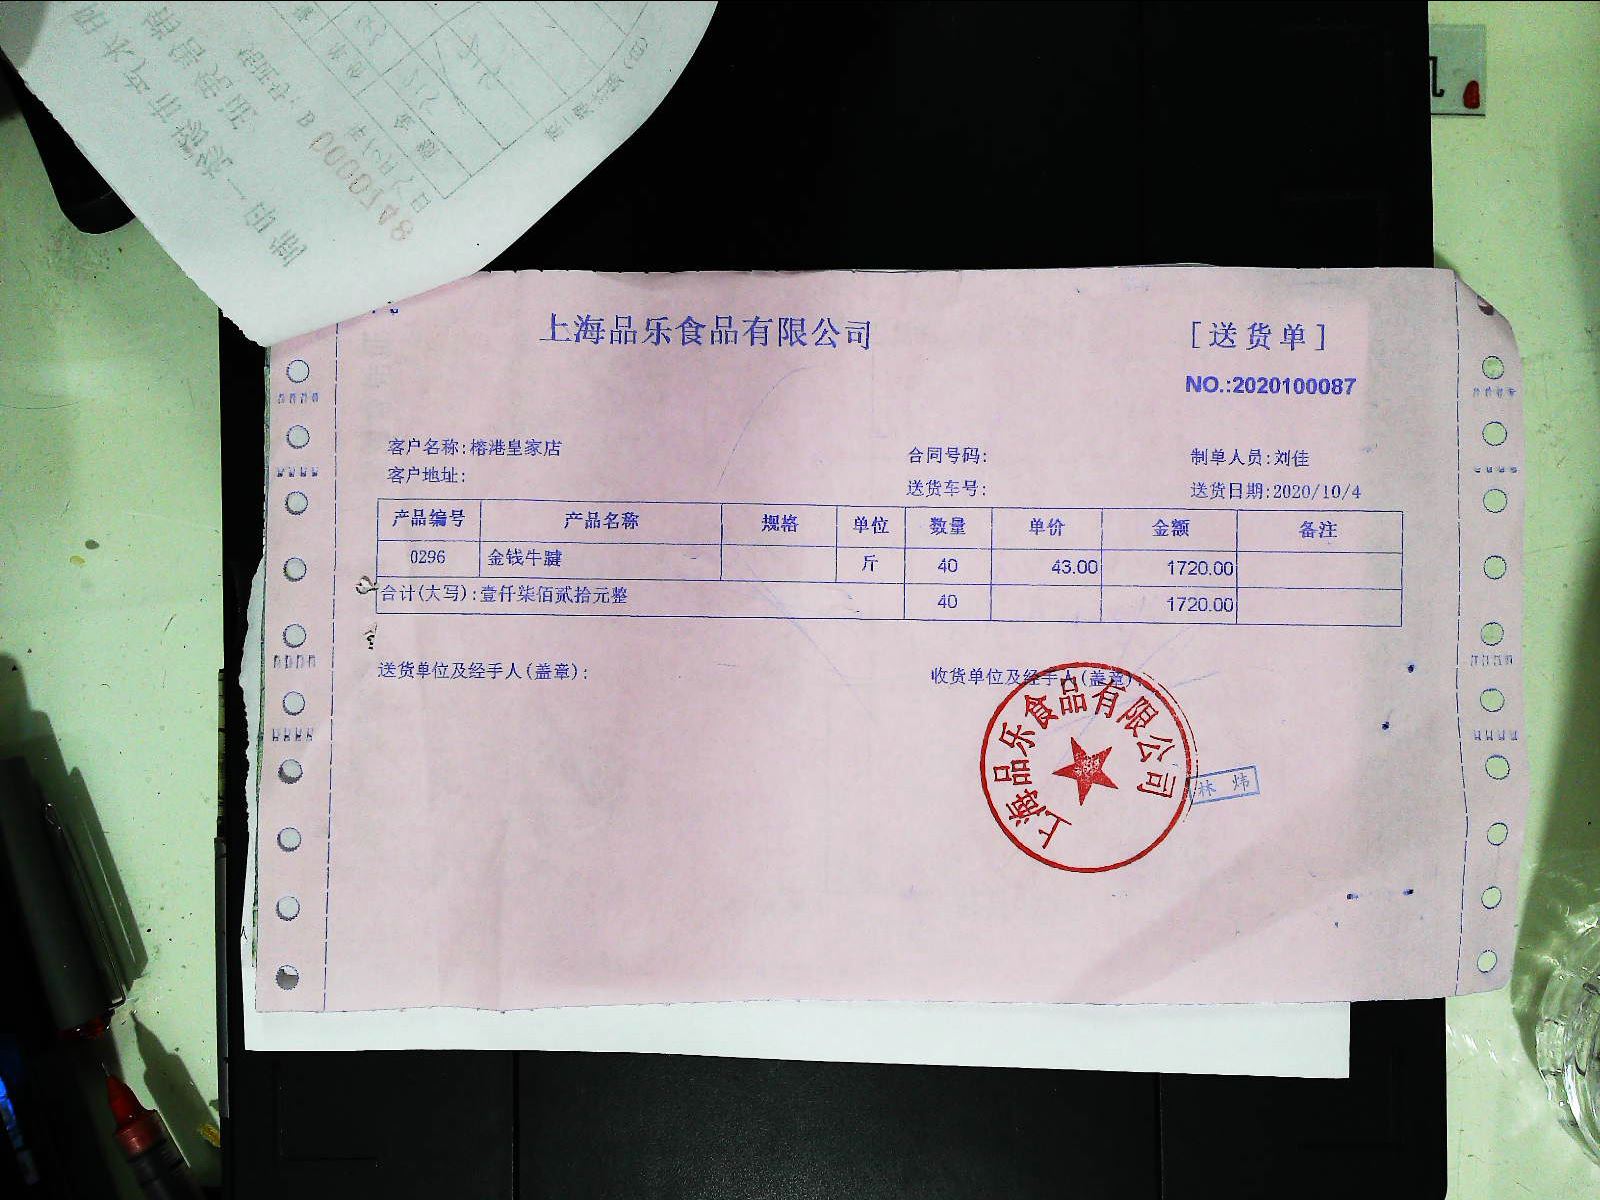 上海品乐食品有限公司
[送货单]
NO.:2020100087
客户名称:榕港皇家店
合同号码:
制单人员:刘佳
客户地址:
送货车号:
送货日期:2020/10/4
产品编号 产品名称 规格 单位 数量 单价 金额 备注
0296 金钱牛腱 斤 40 43.00 1720.00
合计(大写):壹仟柒佰贰拾元整 40 1720.00
送货单位及经手人(盖章):
收货单位及经手人(盖章):
上海品乐食品有限公司
林炜